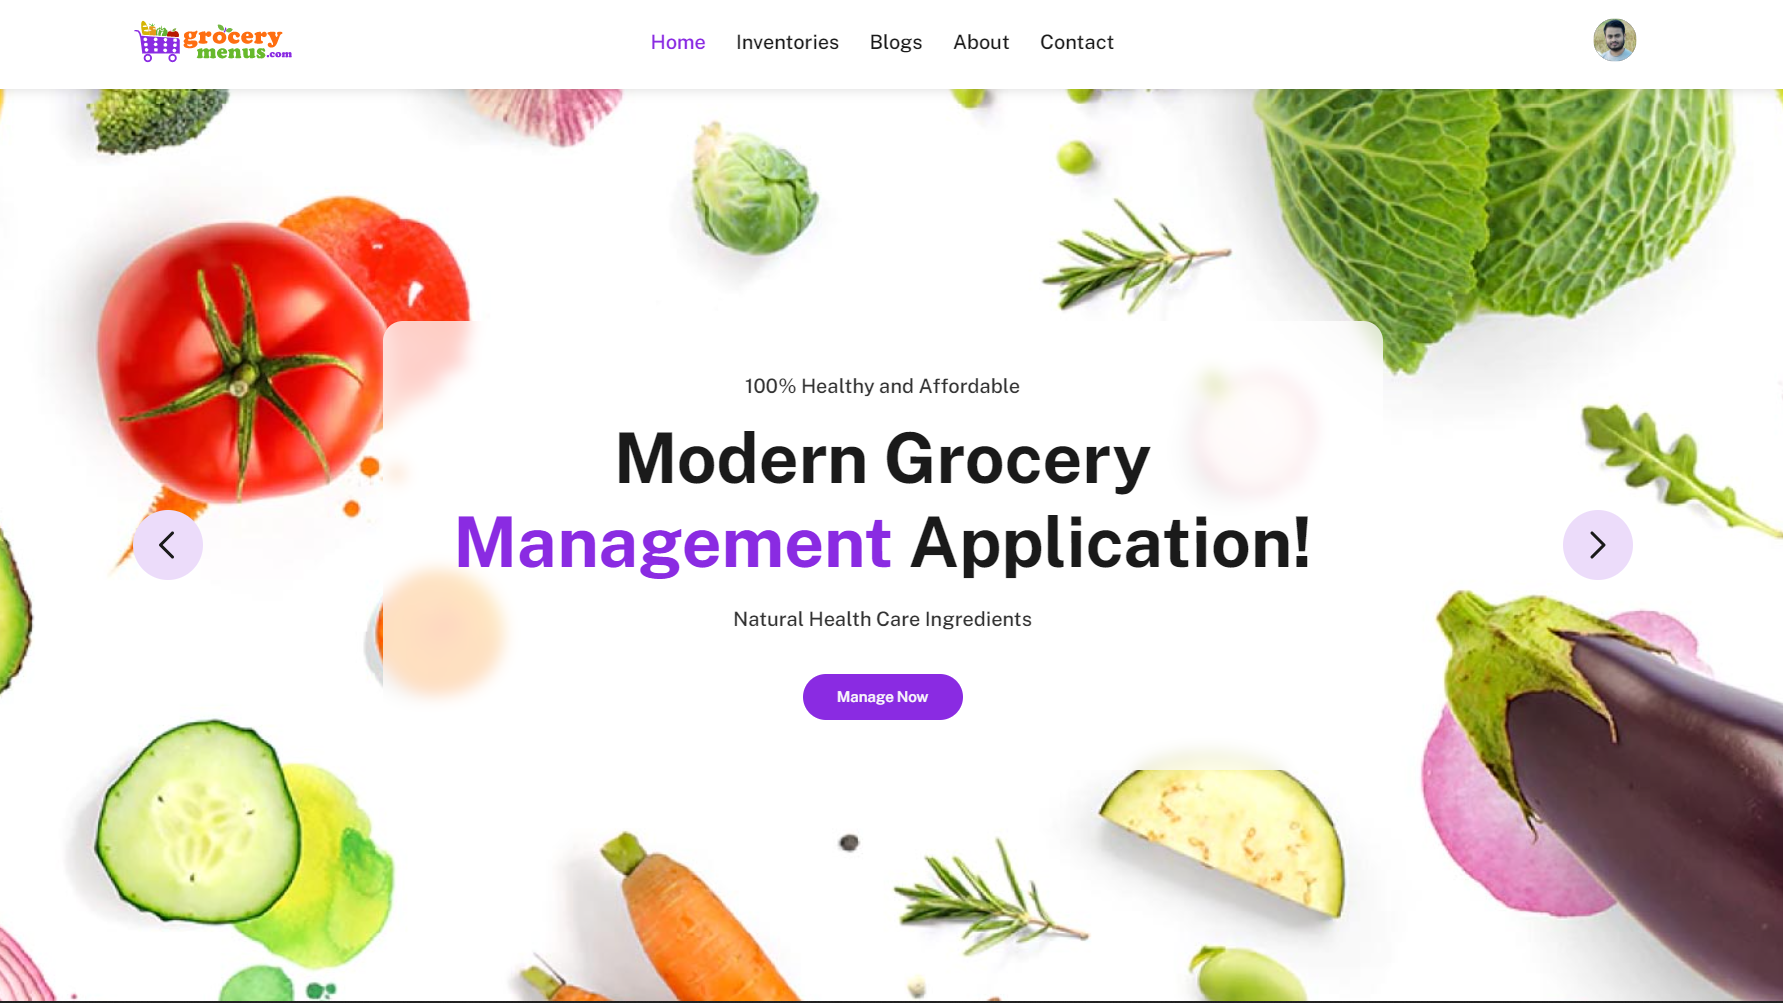 grocery
menus.com
Home Inventories Blogs About Contact
100% Healthy and Affordable
Modern Grocery
Management Application!
Natural Health Care Ingredients
Manage Now